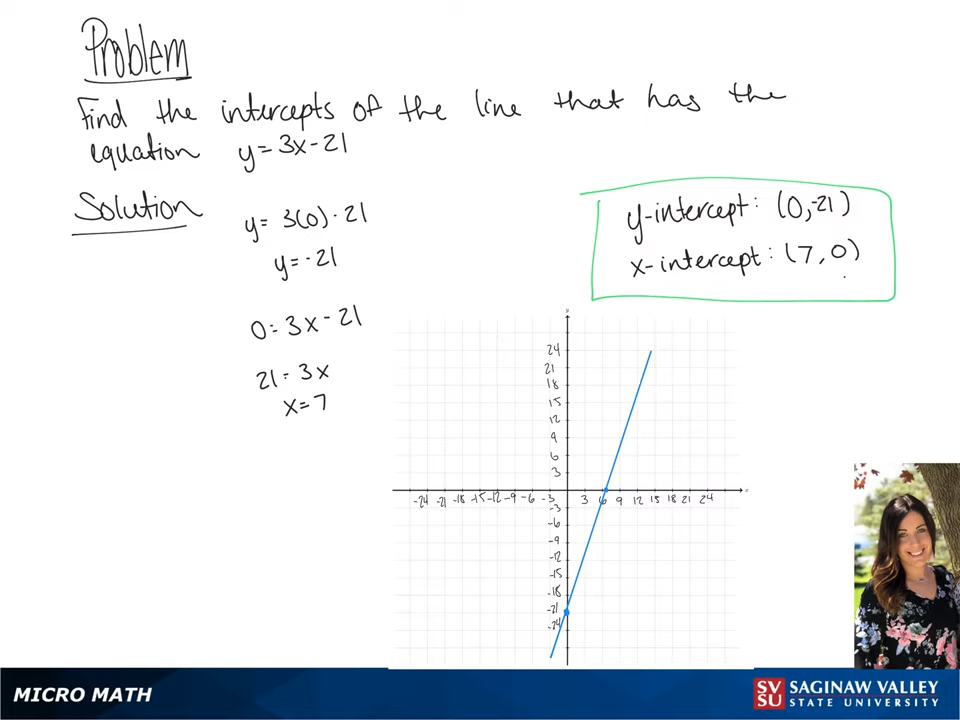 Problem
Find the intercepts of the line that has the
equation y = 3x - 21
Solution
y = 3(0) - 21
y = -21
0 = 3x - 21
21 = 3x
x = 7
y-intercept: (0, -21)
x-intercept: (7, 0)
24
21
18
15
12
9
6
3
-24 -21 -18 -15 -12 -9 -6 -3 3 6 9 12 15 18 21 24
-3
-6
-9
-12
-15
-18
-21
-24
MICRO MATH
SV
SU
SAGINAW VALLEY
STATE UNIVERSITY